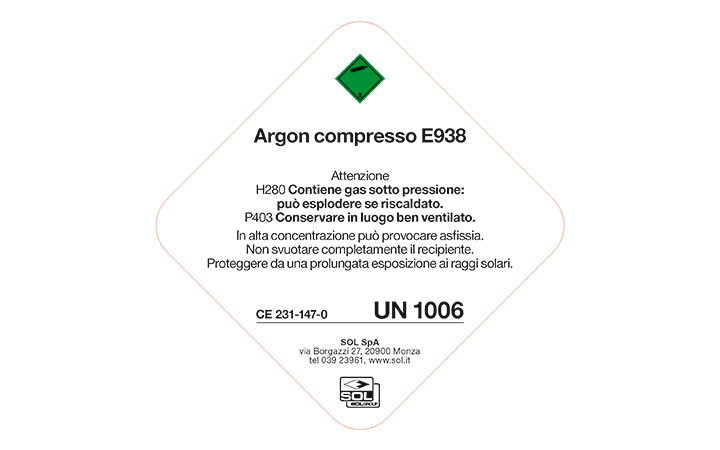 2
Argon compresso E938
Attenzione
H280 Contiene gas sotto pressione:
può esplodere se riscaldato.
P403 Conservare in luogo ben ventilato.
In alta concentrazione può provocare asfissia.
Non svuotare completamente il recipiente.
Proteggere da una prolungata esposizione ai raggi solari.
CE 231-147-0 UN 1006
SOL SpA
via Borgazzi 27, 20900 Monza
tel 039 23961, www.sol.it
SOL
SOLGROUP